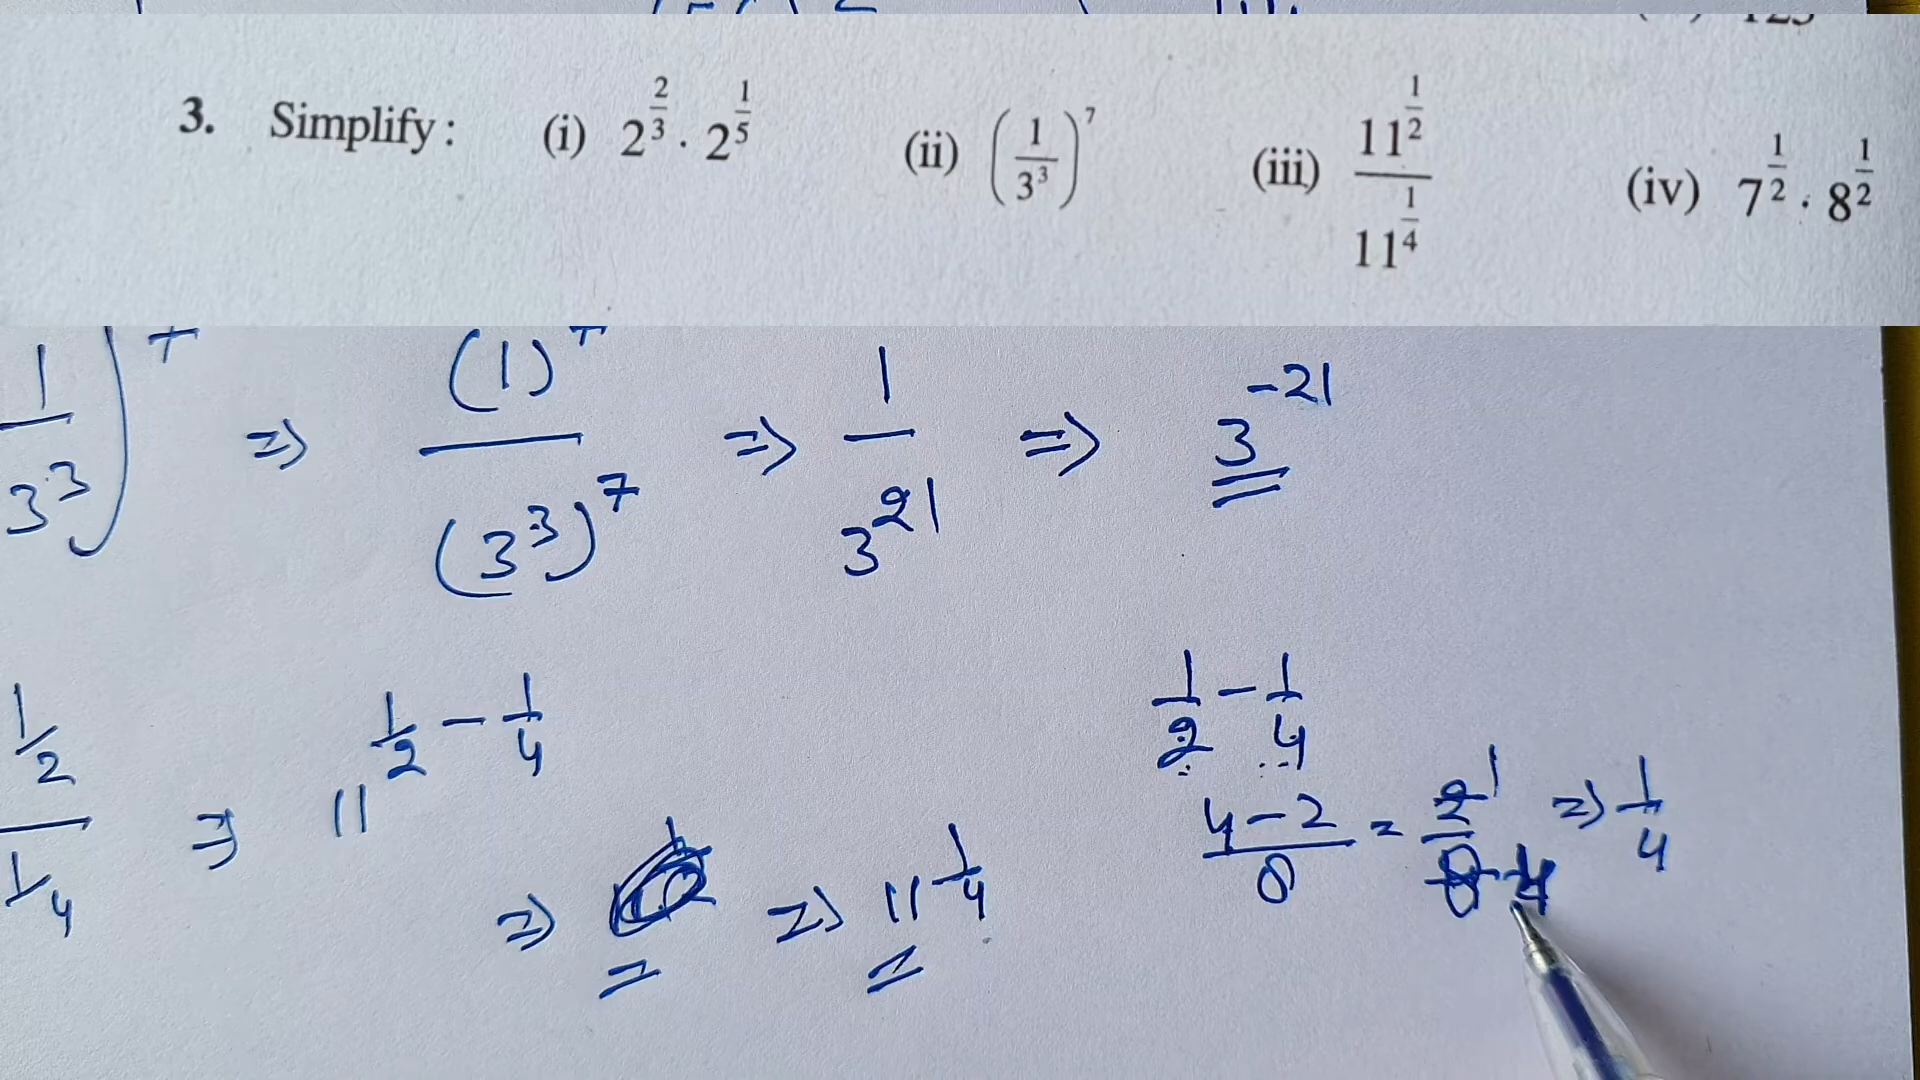 3. Simplify : (i) 2^(2/3) · 2^(1/5) (ii) (1/3^3)^7 (iii) 11^(1/2)/11^(1/4) (iv) 7^(1/2) · 8^(1/2)
1/3^3)^7 => (1)^7/(3^3)^7 => 1/3^21 => 3^-21
1/2 - 1/4
1/2 / 1/4 => 11^(1/2 - 1/4)
4-2/8 = 2/8 1 4 => 1/4
=> => 11^(1/4)